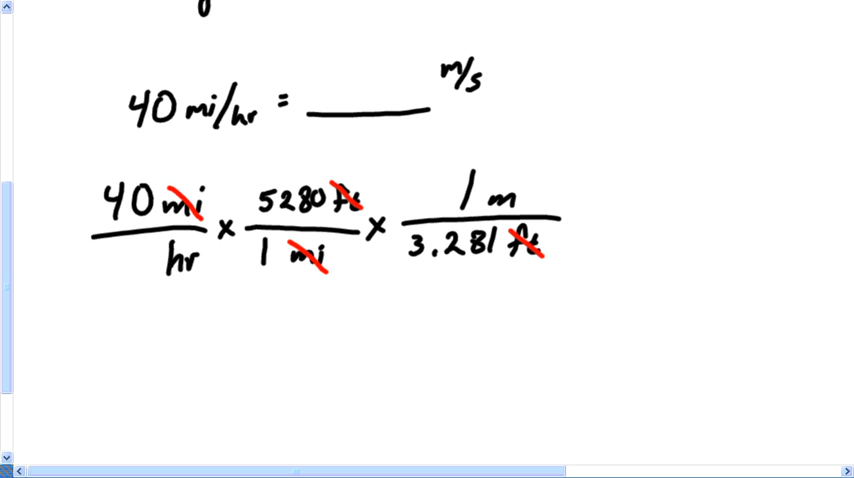 40 mi/hr = ______ m/s
40 mi / hr x 5280 ft / 1 mi x 1 m / 3.281 ft